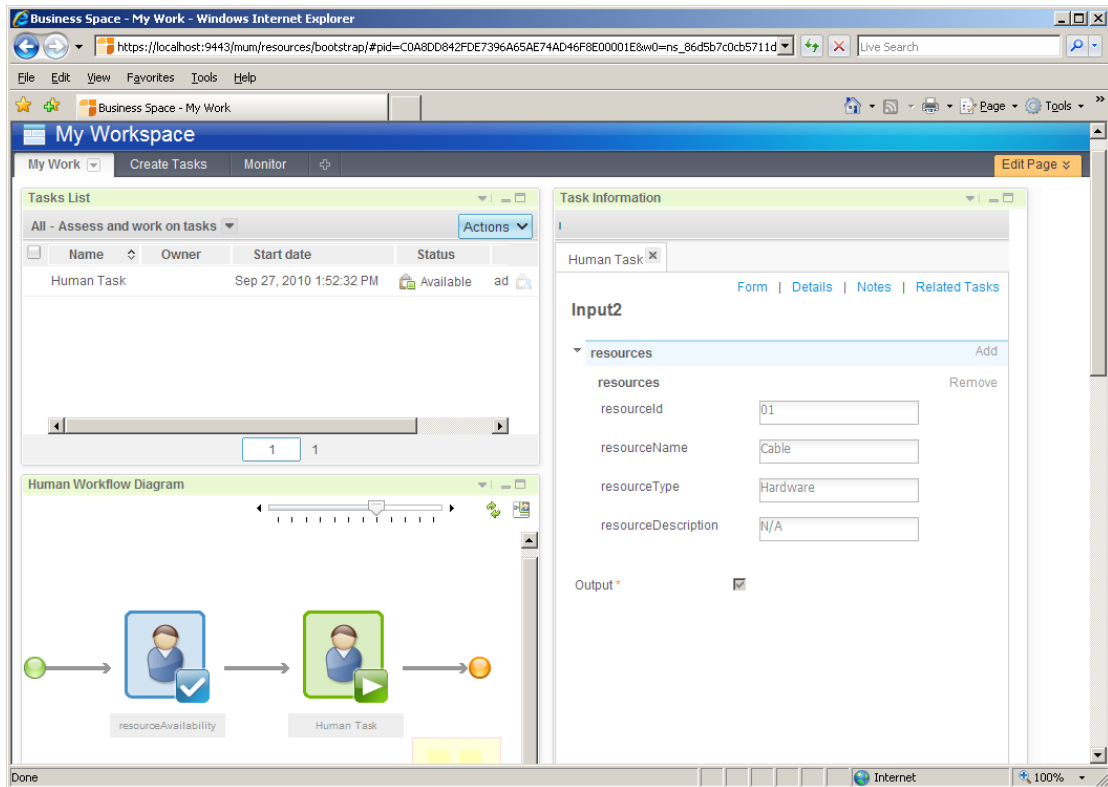 Business Space - My Work - Windows Internet Explorer
https://localhost:9443/mum/resources/bootstrap/#pid=C0A8DD842FDE7396A65AE74AD46F8E00001E&w0=ns_86d5b7c0cb5711d
Live Search
File Edit View Favorites Tools Help
Business Space - My Work
Page Tools »
My Workspace
My Work Create Tasks Monitor
Edit Page
Tasks List
All - Assess and work on tasks
Actions
Name Owner Start date Status
Human Task Sep 27, 2010 1:52:32 PM Available ad
1 1
Human Workflow Diagram
resourceAvailability
Human Task
Task Information
Human Task
Form | Details | Notes | Related Tasks
Input2
resources Add
resources Remove
resourceId 01
resourceName Cable
resourceType Hardware
resourceDescription N/A
Output *
Done
Internet
100%